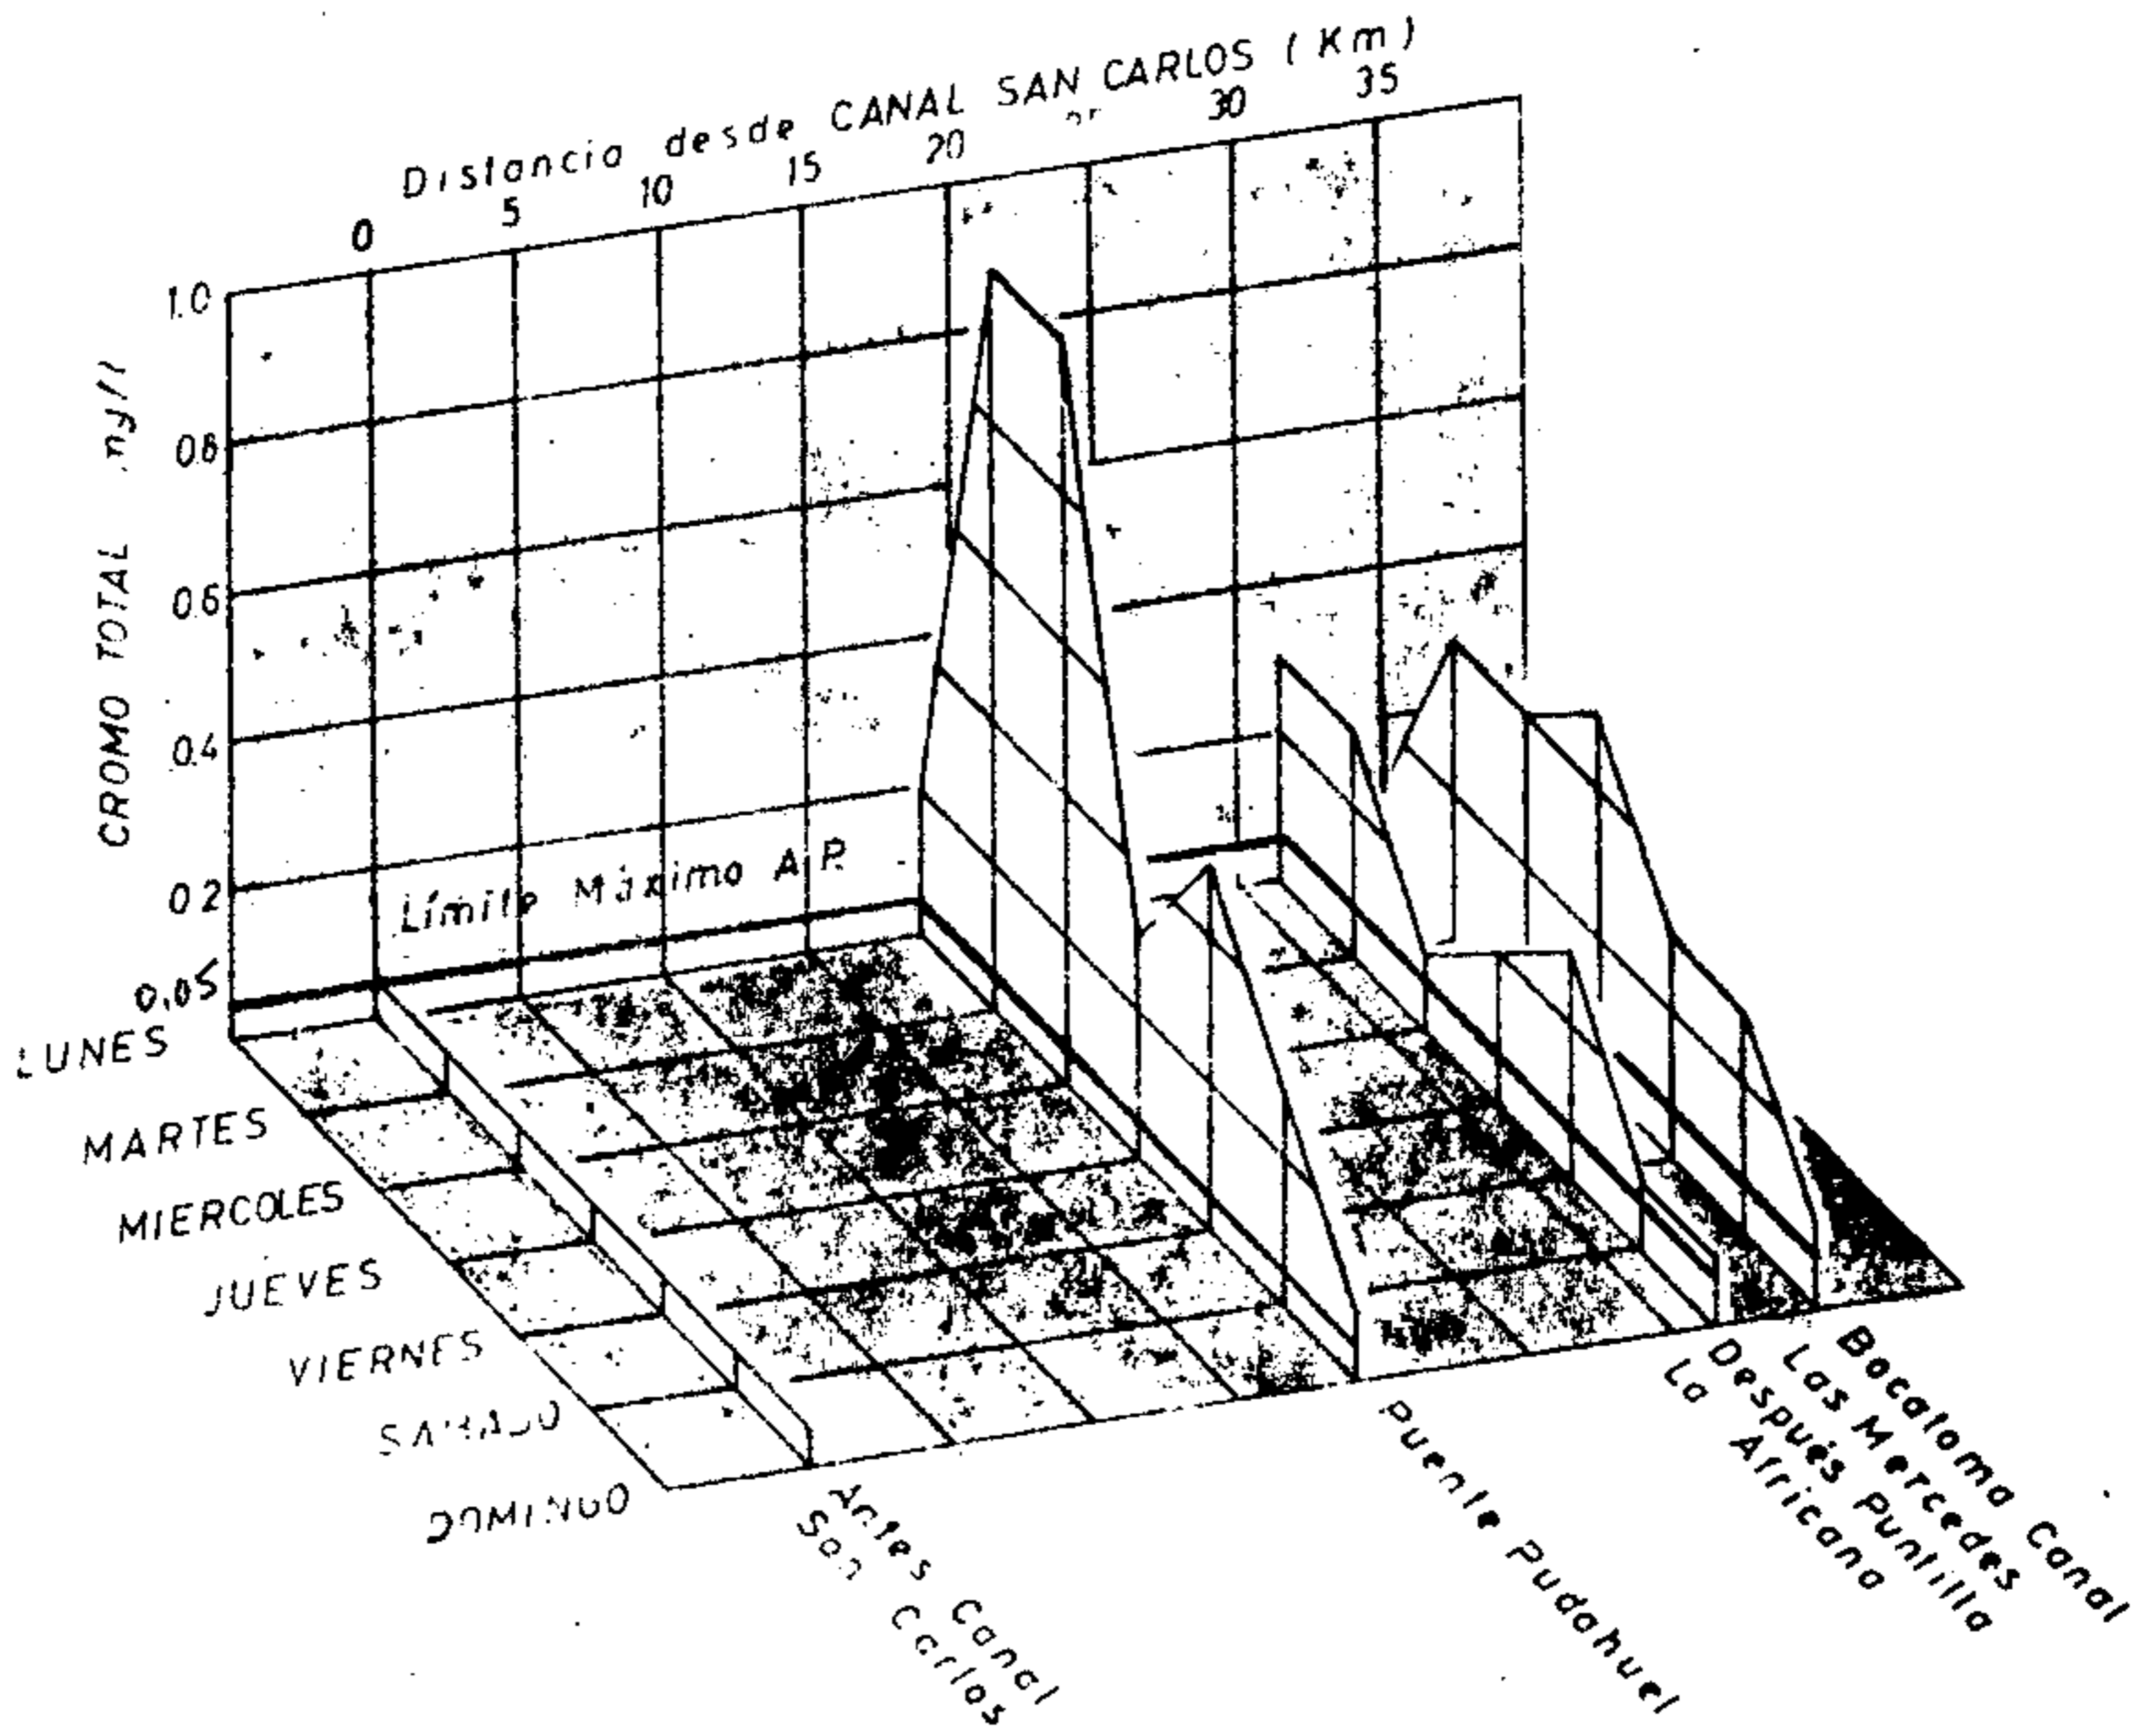 Distancia desde CANAL SAN CARLOS (Km)
0 5 10 15 20 30 35
CROMO TOTAL
1.0
0.8
0.6
0.4
0.2
0.05
Límite Máximo A.P.
LUNES
MARTES
MIERCOLES
JUEVES
VIERNES
SABADO
DOMINGO
Antes Canal
San Carlos
Puente Pudahuel
Después Puntilla
La Africano
Bocatoma Canal
Las Mercedes